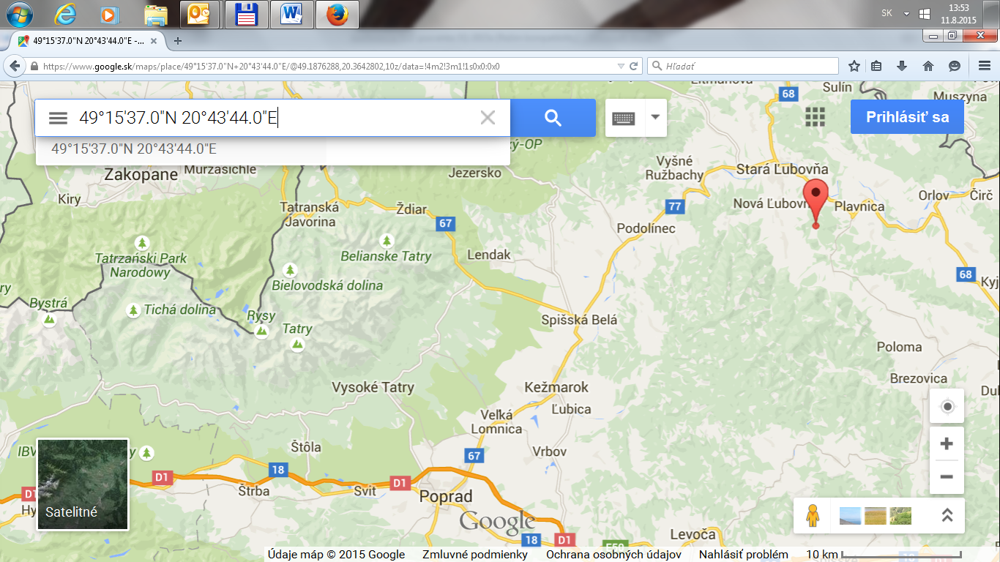 SK
13:53
11.8.2015
49°15'37.0"N 20°43'44.0"E -...
https://www.google.sk/maps/place/49°15'37.0"N+20°43'44.0"E/@49.1876288,20.3642802,10z/data=!4m2!3m1!1s0x0:0x0
Hľadať
49°15'37.0"N 20°43'44.0"E
Prihlásiť sa
49°15'37.0"N 20°43'44.0"E
68
Sulín
Muszyna
ký-OP
Zakopane
Murzasichle
Jezersko
Vyšné
Ružbachy
Stará Ľubovňa
Kiry
Tatranská
Javorina
Ždiar
67
77
Nová Ľubovň
Plavnica
Orlov
Čirč
Podolínec
Tatrzański Park
Narodowy
Belianske Tatry
Lendak
68
Kyj
Bielovodská dolina
Bystrá
Tichá dolina
Rysy
Tatry
Spišská Belá
Poloma
Brezovica
Vysoké Tatry
Kežmarok
Ľubica
Veľká
Lomnica
Štôla
Vrbov
67
18
D1
Štrba
Svit
D1
Poprad
D1
Hy
Satelitné
Google
18
D1
E50
Levoča
Údaje máp © 2015 Google
Zmluvné podmienky
Ochrana osobných údajov
Nahlásiť problém
10 km